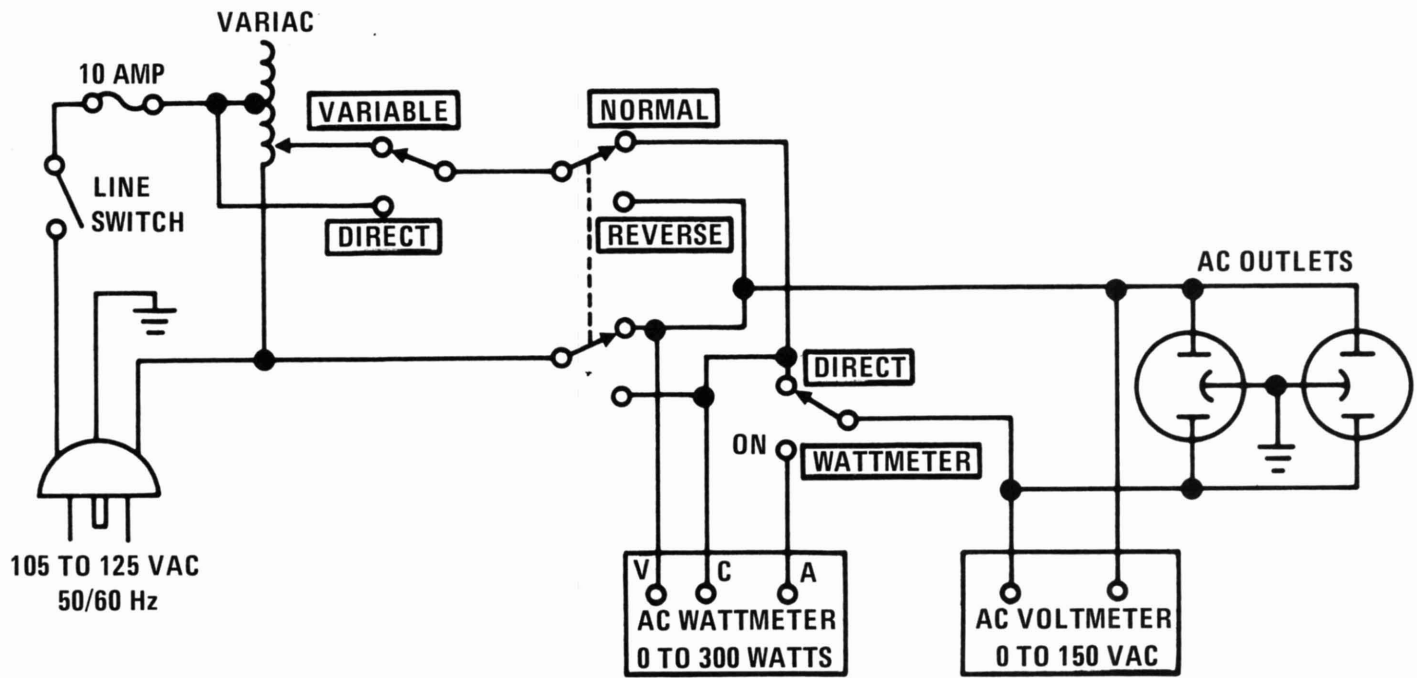 VARIAC
10 AMP
VARIABLE
NORMAL
LINE
SWITCH
DIRECT
REVERSE
AC OUTLETS
DIRECT
ON
WATTMETER
105 TO 125 VAC
50/60 Hz
V C A
AC WATTMETER
0 TO 300 WATTS
AC VOLTMETER
0 TO 150 VAC